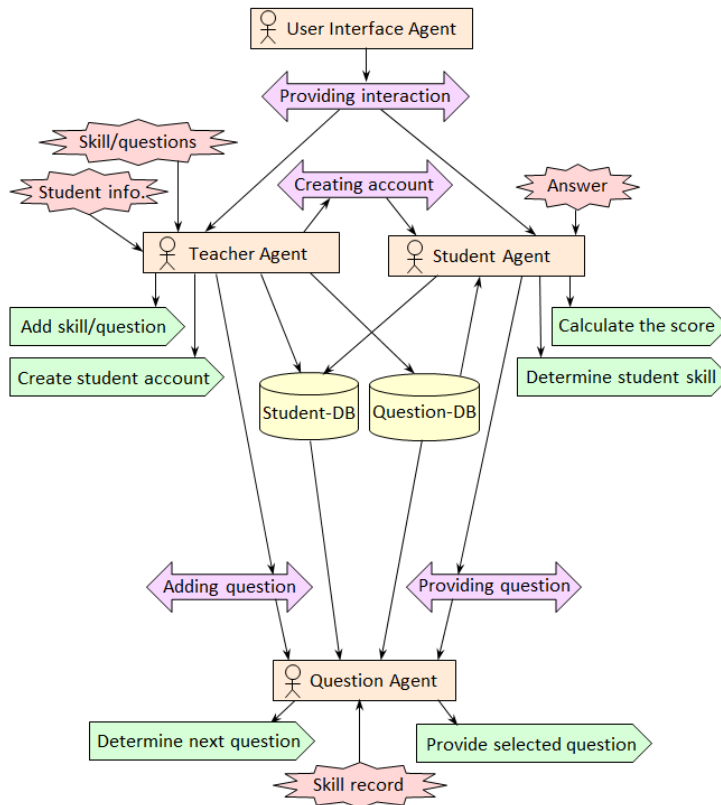 User Interface Agent
Providing interaction
Skill/questions
Student info.
Creating account
Answer
Teacher Agent
Student Agent
Add skill/question
Calculate the score
Create student account
Determine student skill
Student-DB
Question-DB
Adding question
Providing question
Question Agent
Determine next question
Provide selected question
Skill record